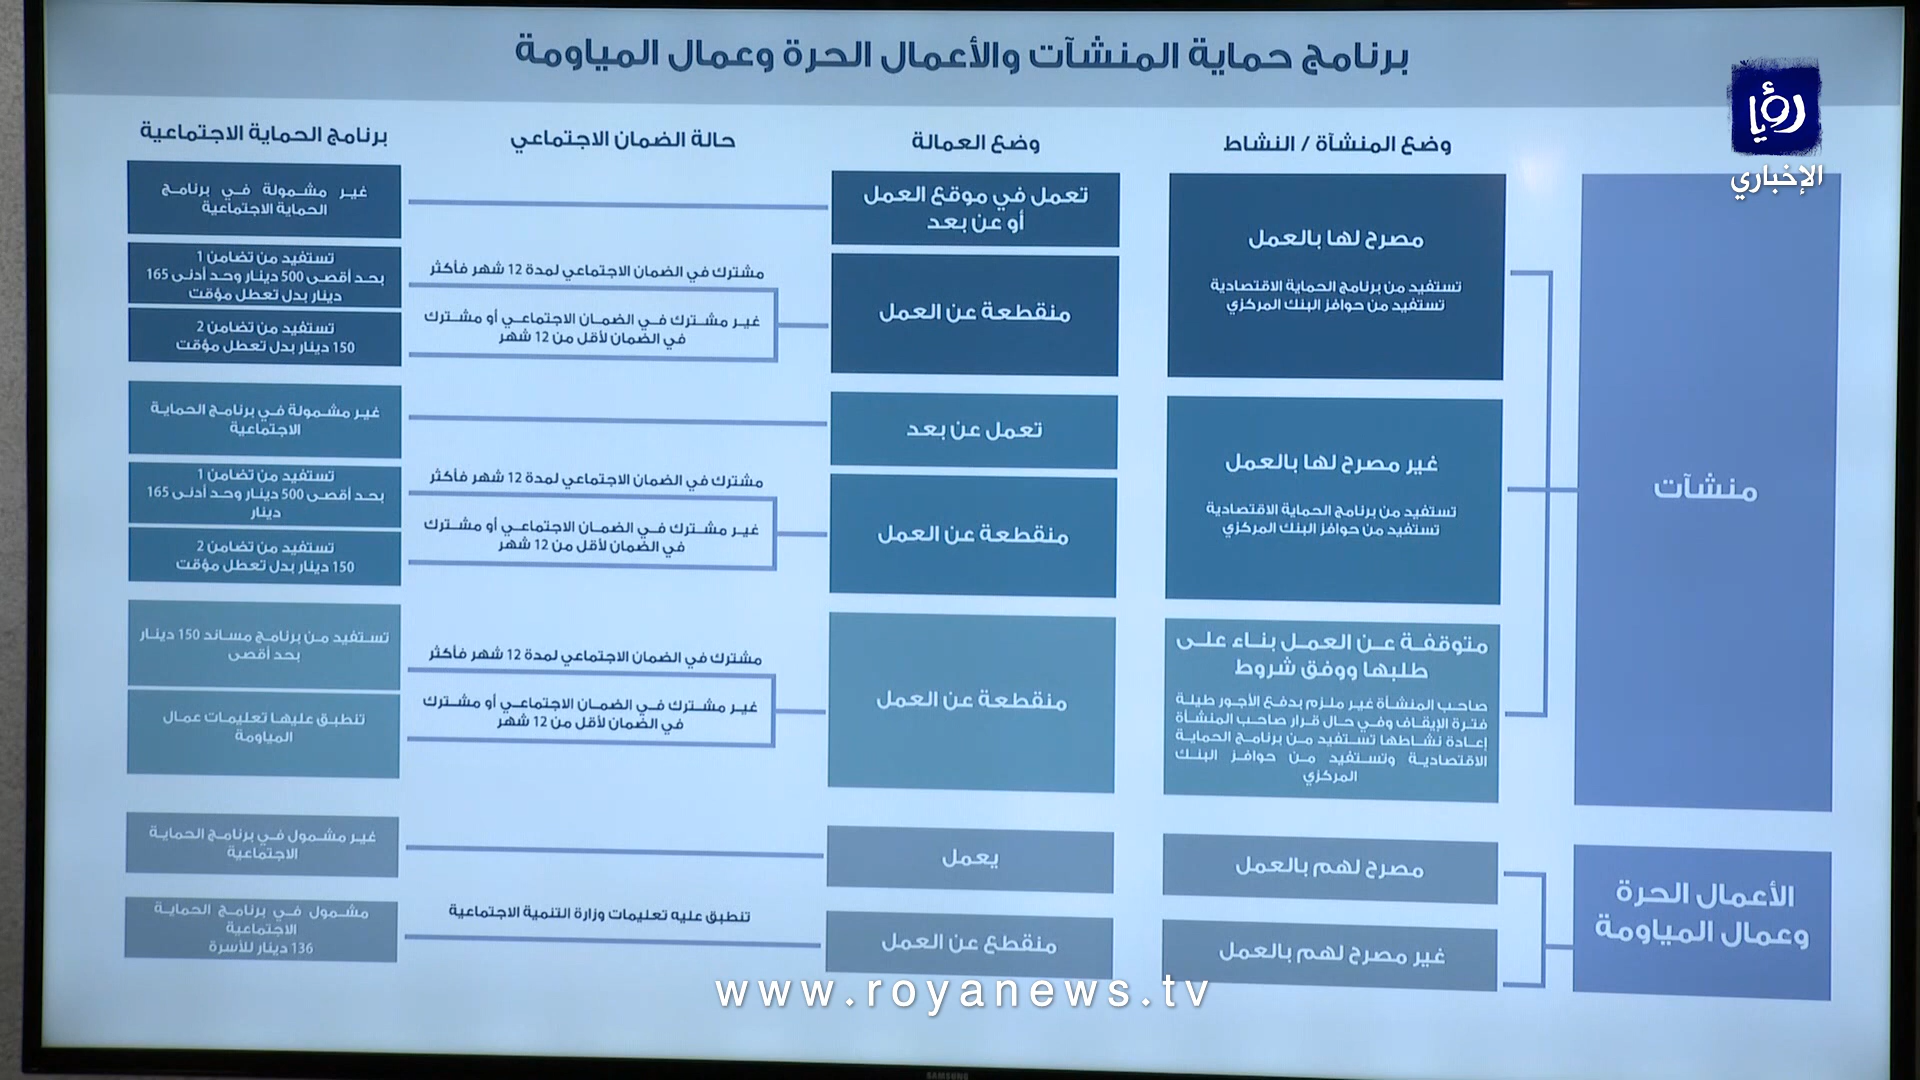 برنامج حماية المنشآت والأعمال الحرة وعمال المياومة
رؤيا
الإخباري
وضع المنشآة / النشاط
وضع العمالة
حالة الضمان الاجتماعي
برنامج الحماية الاجتماعية
منشآت
مصرح لها بالعمل
تستفيد من برنامج الحماية الاقتصادية
تستفيد من حوافز البنك المركزي
تعمل في موقع العمل
أو عن بعد
غير مشمولة في برنامج
الحماية الاجتماعية
منقطعة عن العمل
مشترك في الضمان الاجتماعي لمدة 12 شهر فأكثر
تستفيد من تضامن 1
بحد أقصى 500 دينار وحد أدنى 165
دينار بدل تعطل مؤقت
غير مشترك في الضمان الاجتماعي أو مشترك
في الضمان لأقل من 12 شهر
تستفيد من تضامن 2
150 دينار بدل تعطل مؤقت
غير مصرح لها بالعمل
تستفيد من برنامج الحماية الاقتصادية
تستفيد من حوافز البنك المركزي
تعمل عن بعد
غير مشمولة في برنامج الحماية
الاجتماعية
منقطعة عن العمل
مشترك في الضمان الاجتماعي لمدة 12 شهر فأكثر
تستفيد من تضامن 1
بحد أقصى 500 دينار وحد أدنى 165
دينار
غير مشترك في الضمان الاجتماعي أو مشترك
في الضمان لأقل من 12 شهر
تستفيد من تضامن 2
150 دينار بدل تعطل مؤقت
متوقفة عن العمل بناء على
طلبها ووفق شروط
صاحب المنشأة غير ملزم بدفع الأجور طيلة
فترة الإيقاف وفي حال قرار صاحب المنشأة
إعادة نشاطها تستفيد من برنامج الحماية
الاقتصادية وتستفيد من حوافز البنك
المركزي
منقطعة عن العمل
مشترك في الضمان الاجتماعي لمدة 12 شهر فأكثر
تستفيد من برنامج مساند 150 دينار
بحد أقصى
غير مشترك في الضمان الاجتماعي أو مشترك
في الضمان لأقل من 12 شهر
تنطبق عليها تعليمات عمال
المياومة
الأعمال الحرة
وعمال المياومة
مصرح لهم بالعمل
يعمل
غير مشمول في برنامج الحماية
الاجتماعية
غير مصرح لهم بالعمل
منقطع عن العمل
تنطبق عليه تعليمات وزارة التنمية الاجتماعية
مشمول في برنامج الحماية
الاجتماعية
136 دينار للأسرة
www.royanews.tv
SAMSUNG